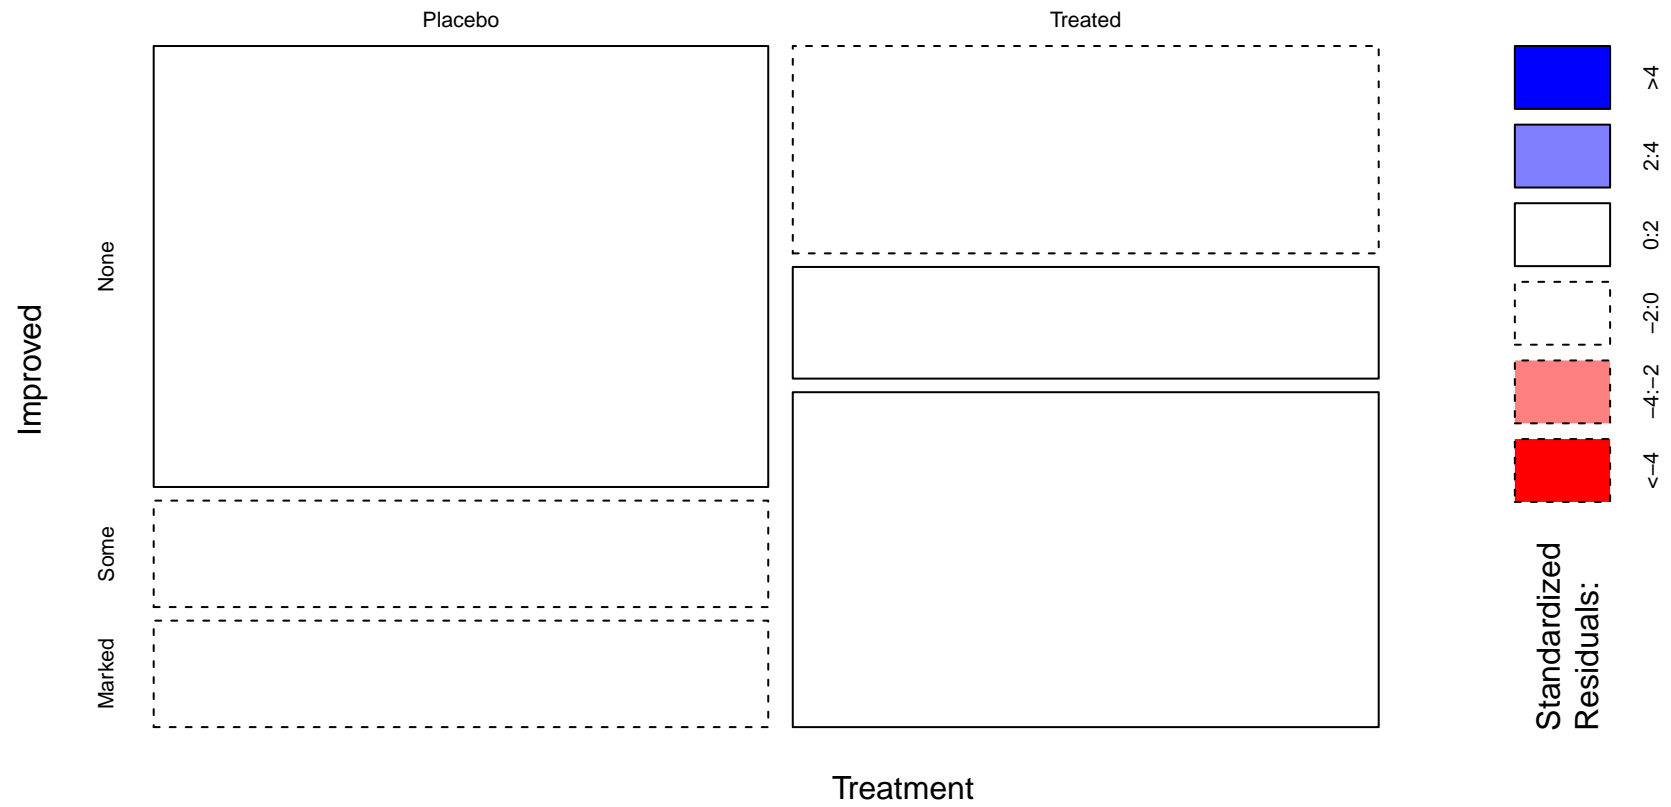 Placebo
Treated
Improved
None
Some
Marked
Treatment
Standardized
Residuals:
<−4
−4:−2
−2:0
0:2
2:4
>4